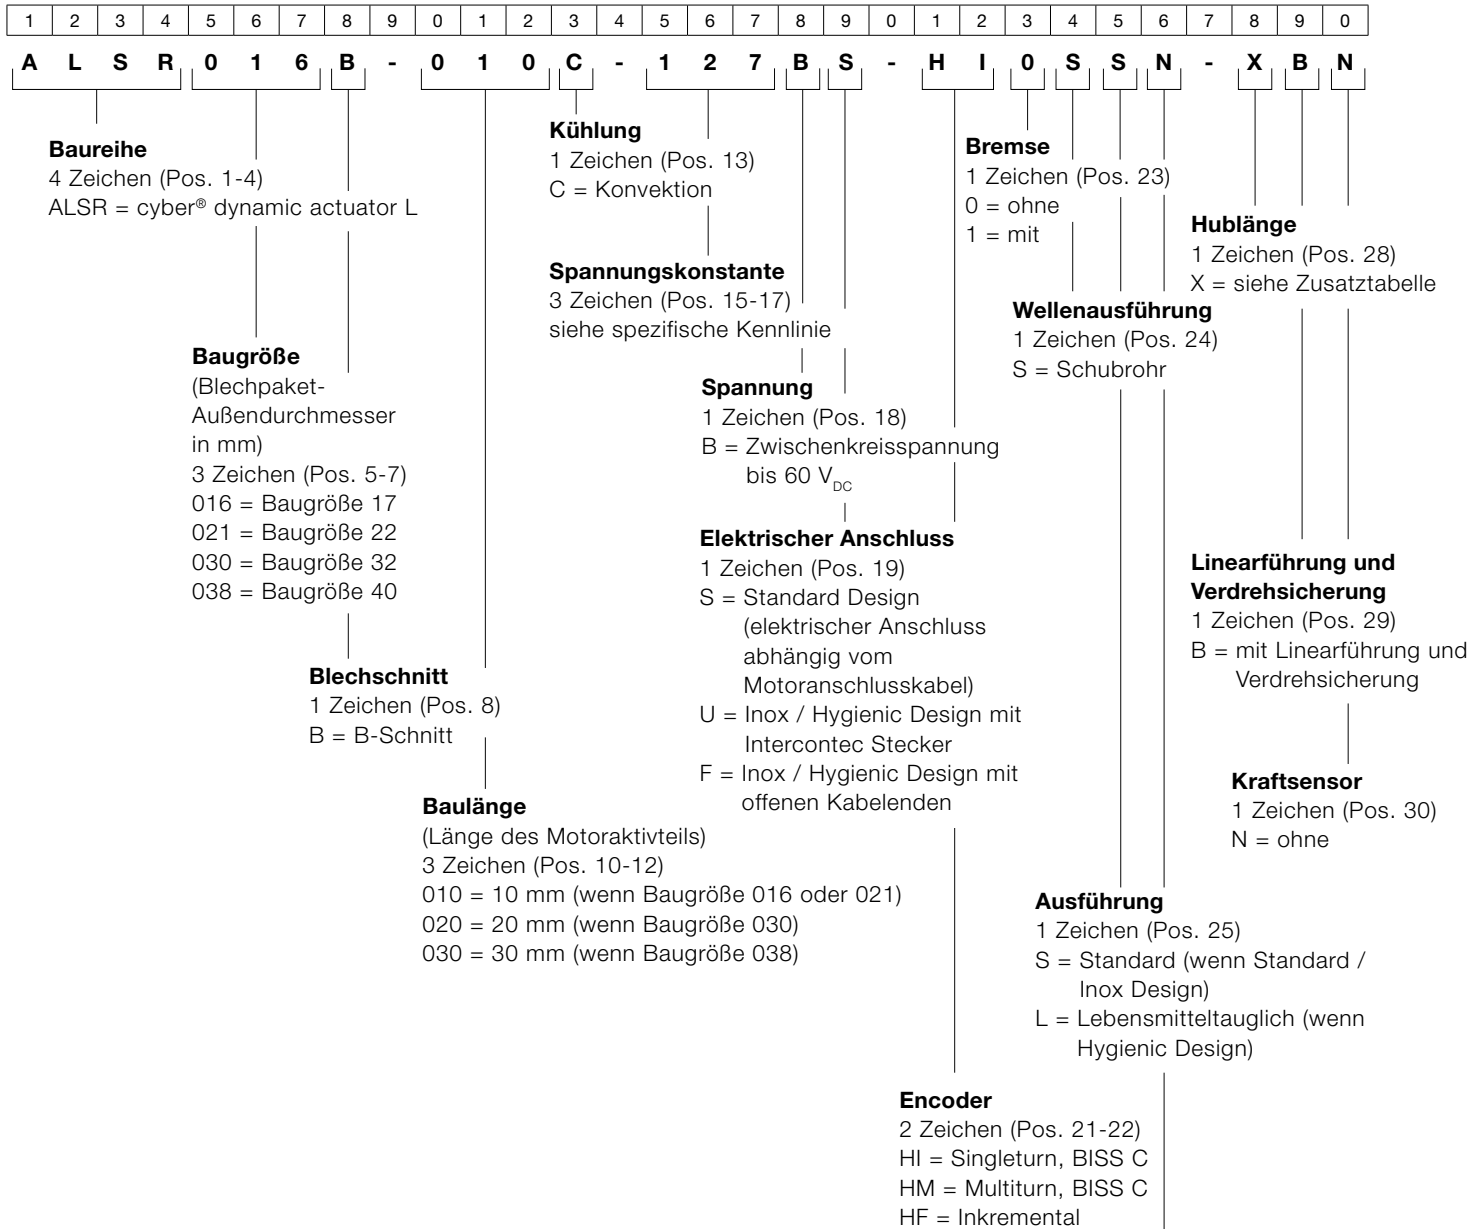 1 2 3 4 5 6 7 8 9 0 1 2 3 4 5 6 7 8 9 0 1 2 3 4 5 6 7 8 9 0
A L S R 0 1 6 B - 0 1 0 C - 1 2 7 B S - H I 0 S S N - X B N
Baureihe
4 Zeichen (Pos. 1-4)
ALSR = cyber® dynamic actuator L
Baugröße
(Blechpaket-
Außendurchmesser
in mm)
3 Zeichen (Pos. 5-7)
016 = Baugröße 17
021 = Baugröße 22
030 = Baugröße 32
038 = Baugröße 40
Blechschnitt
1 Zeichen (Pos. 8)
B = B-Schnitt
Baulänge
(Länge des Motoraktivteils)
3 Zeichen (Pos. 10-12)
010 = 10 mm (wenn Baugröße 016 oder 021)
020 = 20 mm (wenn Baugröße 030)
030 = 30 mm (wenn Baugröße 038)
Kühlung
1 Zeichen (Pos. 13)
C = Konvektion
Spannungskonstante
3 Zeichen (Pos. 15-17)
siehe spezifische Kennlinie
Spannung
1 Zeichen (Pos. 18)
B = Zwischenkreisspannung
bis 60 V_DC
Elektrischer Anschluss
1 Zeichen (Pos. 19)
S = Standard Design
(elektrischer Anschluss
abhängig vom
Motoranschlusskabel)
U = Inox / Hygienic Design mit
Intercontec Stecker
F = Inox / Hygienic Design mit
offenen Kabelenden
Encoder
2 Zeichen (Pos. 21-22)
HI = Singleturn, BISS C
HM = Multiturn, BISS C
HF = Inkremental
Bremse
1 Zeichen (Pos. 23)
0 = ohne
1 = mit
Wellenausführung
1 Zeichen (Pos. 24)
S = Schubrohr
Ausführung
1 Zeichen (Pos. 25)
S = Standard (wenn Standard /
Inox Design)
L = Lebensmitteltauglich (wenn
Hygienic Design)
Hublänge
1 Zeichen (Pos. 28)
X = siehe Zusatztabelle
Linearführung und
Verdrehsicherung
1 Zeichen (Pos. 29)
B = mit Linearführung und
Verdrehsicherung
Kraftsensor
1 Zeichen (Pos. 30)
N = ohne